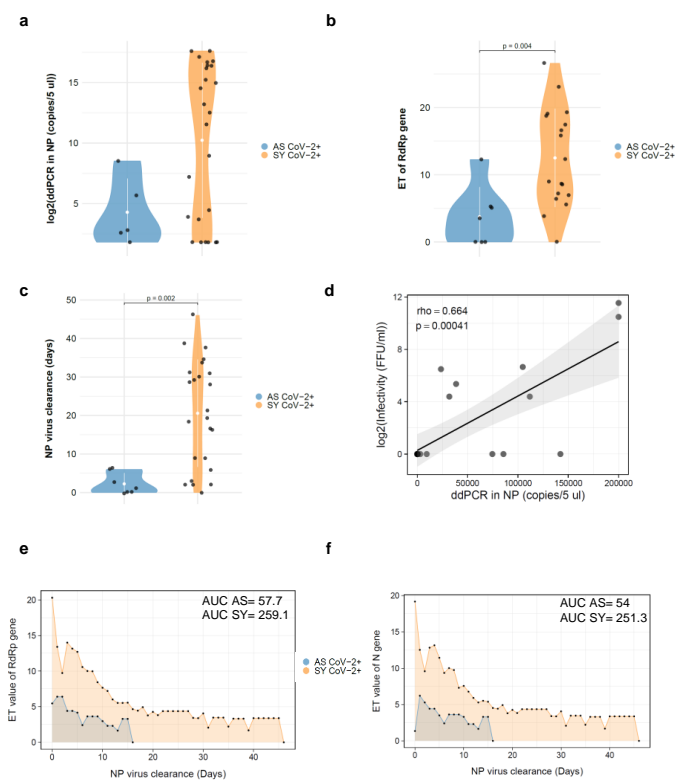 a
log2(ddPCR in NP (copies/5 ul))
15
10
5
AS CoV−2+
SY CoV−2+
b
p = 0.004
ET of RdRp gene
20
10
0
AS CoV−2+
SY CoV−2+
c
p = 0.002
NP virus clearance (days)
50
40
30
20
10
0
AS CoV−2+
SY CoV−2+
d
rho = 0.664
p = 0.00041
log2(Infectivity (FFU/ml))
12
8
4
0
0 50000 100000 150000 200000
ddPCR in NP (copies/5 ul)
e
AUC AS= 57.7
AUC SY= 259.1
ET value of RdRp gene
20
15
10
5
0
0 10 20 30 40
NP virus clearance (Days)
AS CoV−2+
SY CoV−2+
f
AUC AS= 54
AUC SY= 251.3
ET value of N gene
20
15
10
5
0
0 10 20 30 40
NP virus clearance (Days)